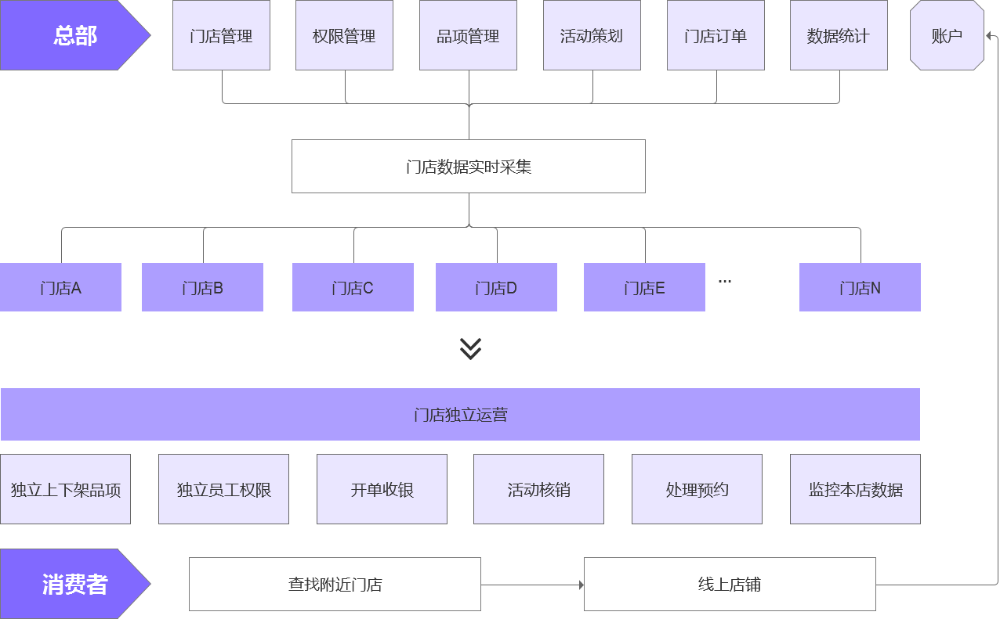 总部
门店管理
权限管理
品项管理
活动策划
门店订单
数据统计
账户
门店数据实时采集
门店A
门店B
门店C
门店D
门店E
...
门店N
门店独立运营
独立上下架品项
独立员工权限
开单收银
活动核销
处理预约
监控本店数据
消费者
查找附近门店
线上店铺